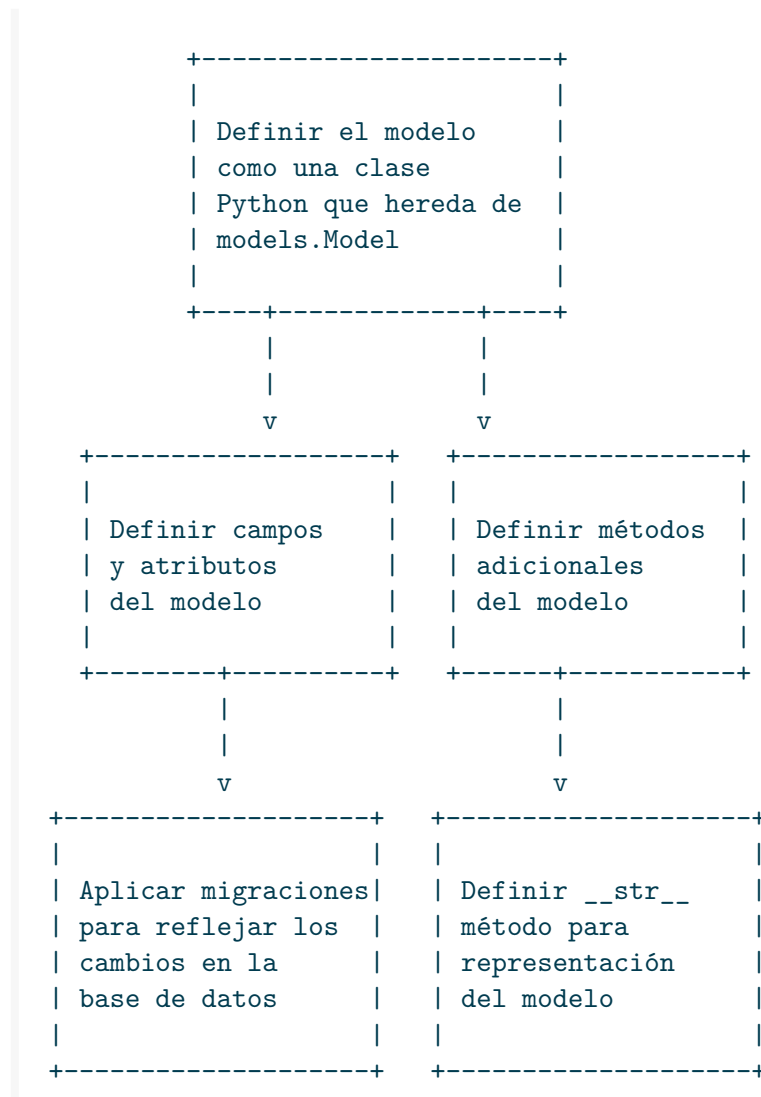 Definir el modelo
como una clase
Python que hereda de
models.Model
v v
Definir campos
y atributos
del modelo
Definir métodos
adicionales
del modelo
v v
Aplicar migraciones
para reflejar los
cambios en la
base de datos
Definir __str__
método para
representación
del modelo